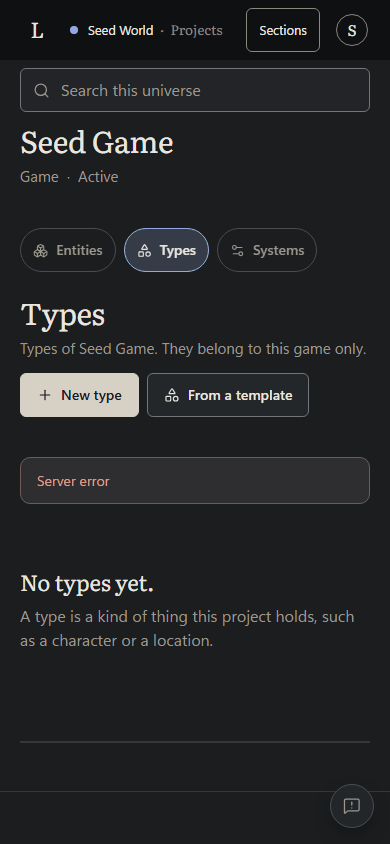 L
Seed World · Projects
Sections
S
Search this universe
Seed Game
Game · Active
Entities
Types
Systems
Types
Types of Seed Game. They belong to this game only.
New type
From a template
Server error
No types yet.
A type is a kind of thing this project holds, such
as a character or a location.